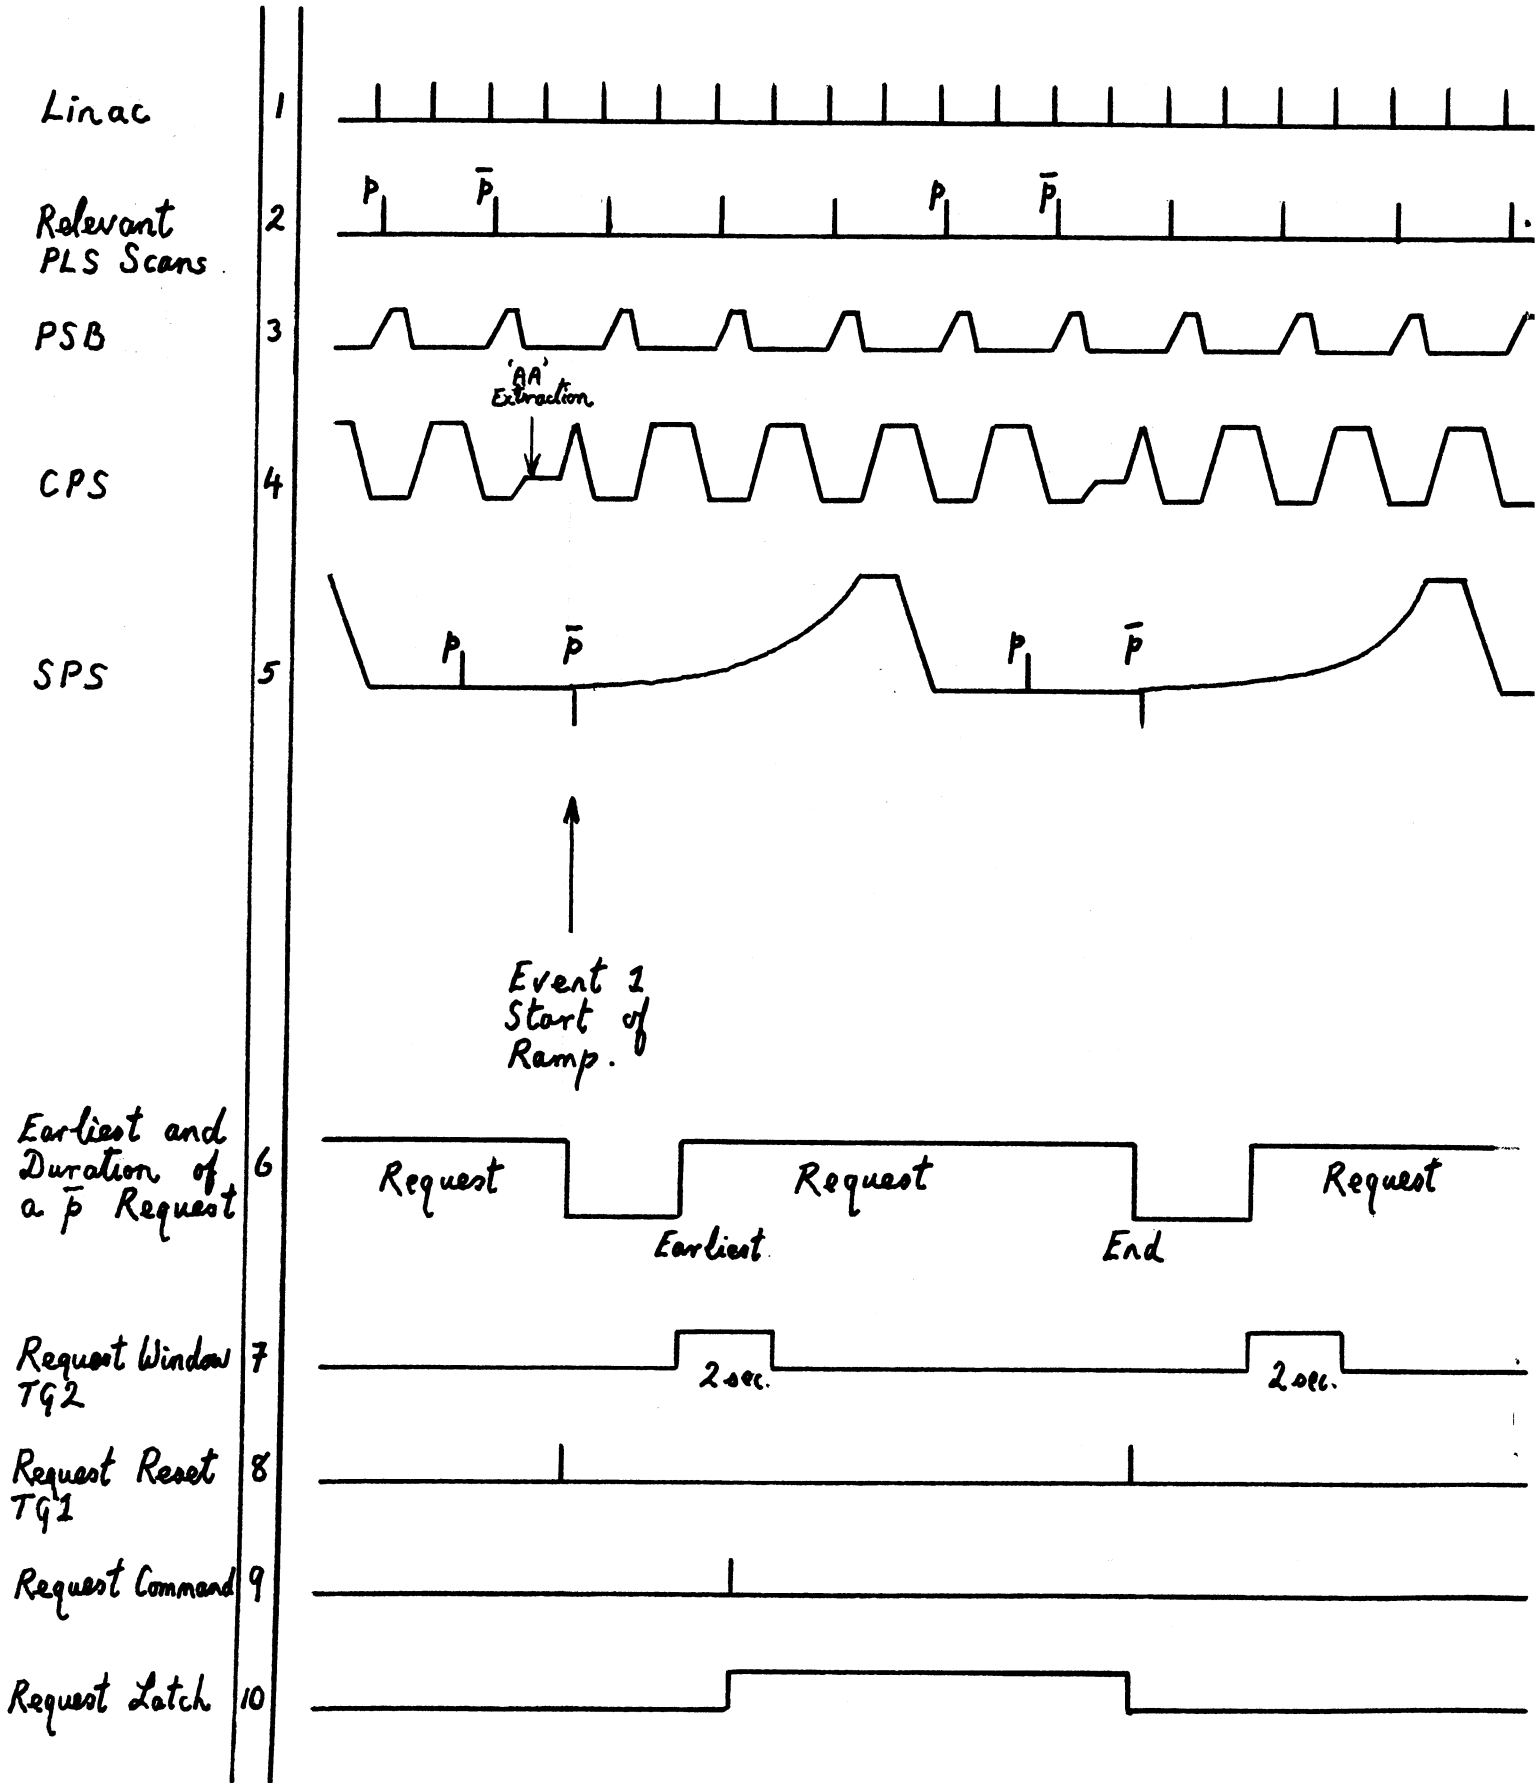 Linac 1
p p̄ p p̄
Relevant 2
PLS Scans
PSB 3
'AA'
Extraction
CPS 4
p p̄ p p̄
SPS 5
Event 1
Start of
Ramp.
Earliest and
Duration of 6
a p̄ Request
Request Request Request
Earliest End
Request Window 7
TG2
2 sec. 2 sec.
Request Reset 8
TG1
Request Command 9
Request Latch 10